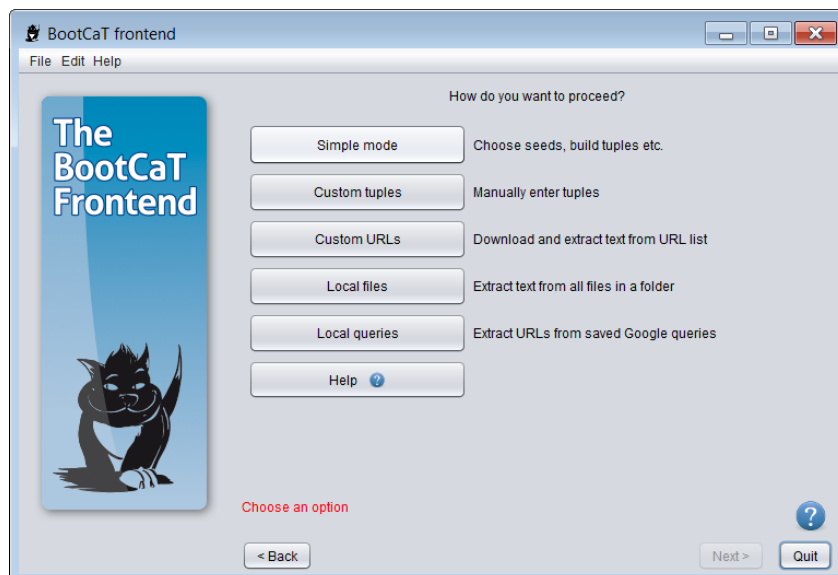 BootCaT frontend
File Edit Help
The
BootCaT
Frontend
How do you want to proceed?
Simple mode
Choose seeds, build tuples etc.
Custom tuples
Manually enter tuples
Custom URLs
Download and extract text from URL list
Local files
Extract text from all files in a folder
Local queries
Extract URLs from saved Google queries
Help ?
Choose an option
?
< Back
Next >
Quit